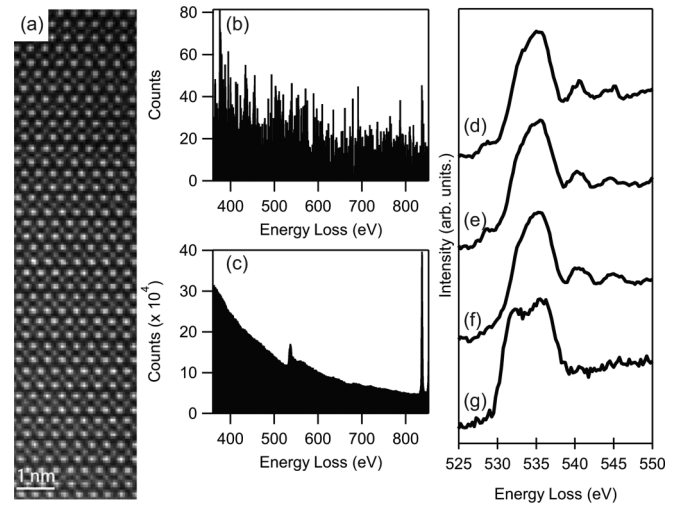 (a)
1 nm
(b)
80
60
40
20
0
Counts
400
500
600
700
800
Energy Loss (eV)
(c)
40
30
20
10
0
Counts (x 10^4)
400
500
600
700
800
Energy Loss (eV)
(d)
(e)
(f)
(g)
Intensity (arb. units.)
525
530
535
540
545
550
Energy Loss (eV)